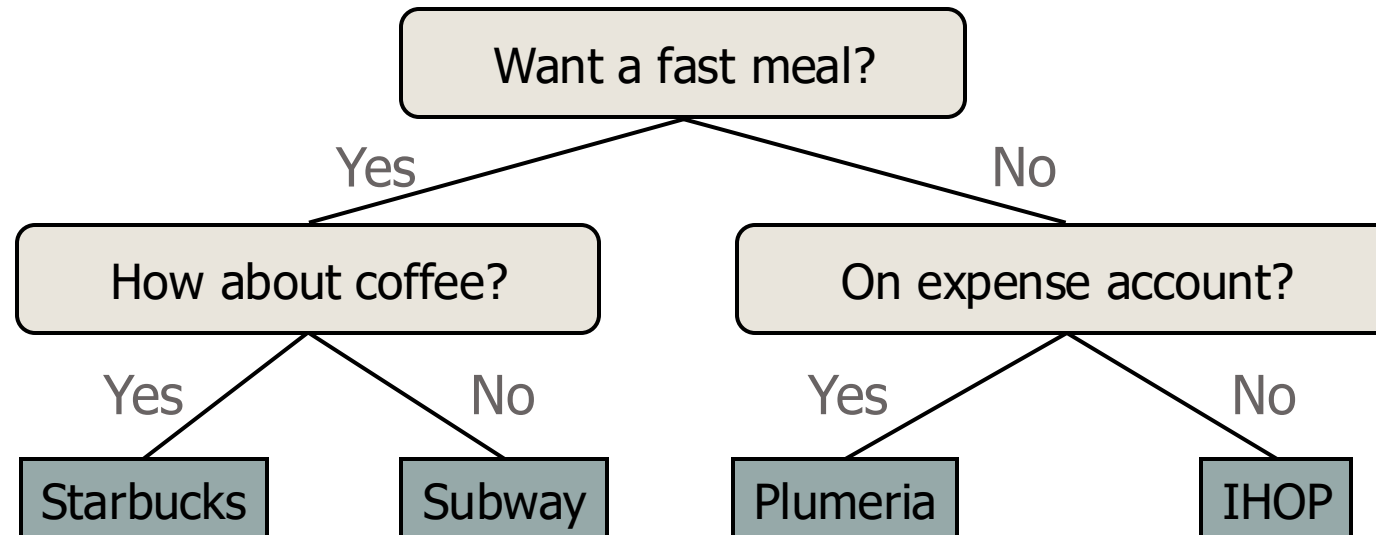 Want a fast meal?
Yes
No
How about coffee?
On expense account?
Yes
No
Yes
No
Starbucks
Subway
Plumeria
IHOP